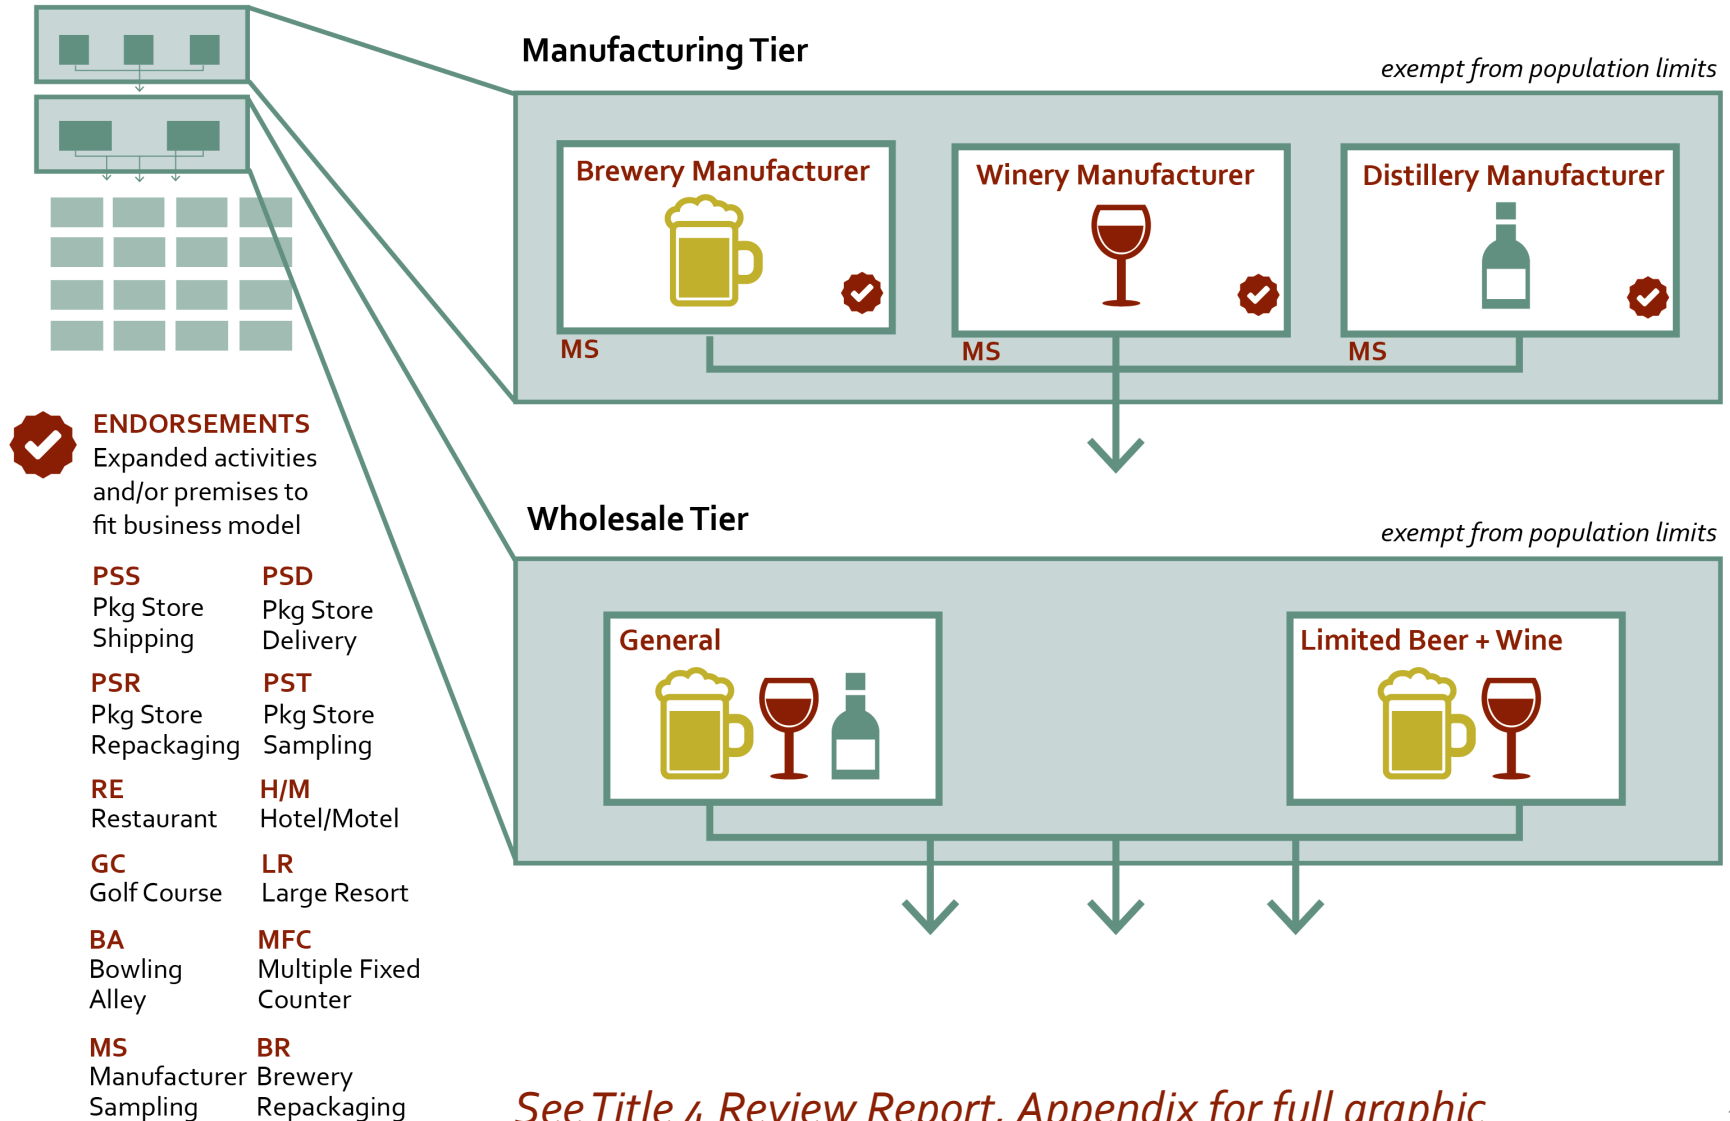 Manufacturing Tier
exempt from population limits
Brewery Manufacturer
Winery Manufacturer
Distillery Manufacturer
MS
MS
MS
Wholesale Tier
exempt from population limits
General
Limited Beer + Wine
ENDORSEMENTS
Expanded activities
and/or premises to
fit business model
PSS
Pkg Store
Shipping
PSD
Pkg Store
Delivery
PSR
Pkg Store
Repackaging
PST
Pkg Store
Sampling
RE
Restaurant
H/M
Hotel/Motel
GC
Golf Course
LR
Large Resort
BA
Bowling
Alley
MFC
Multiple Fixed
Counter
MS
Manufacturer
Sampling
BR
Brewery
Repackaging
See Title 4 Review Report, Appendix for full graphic